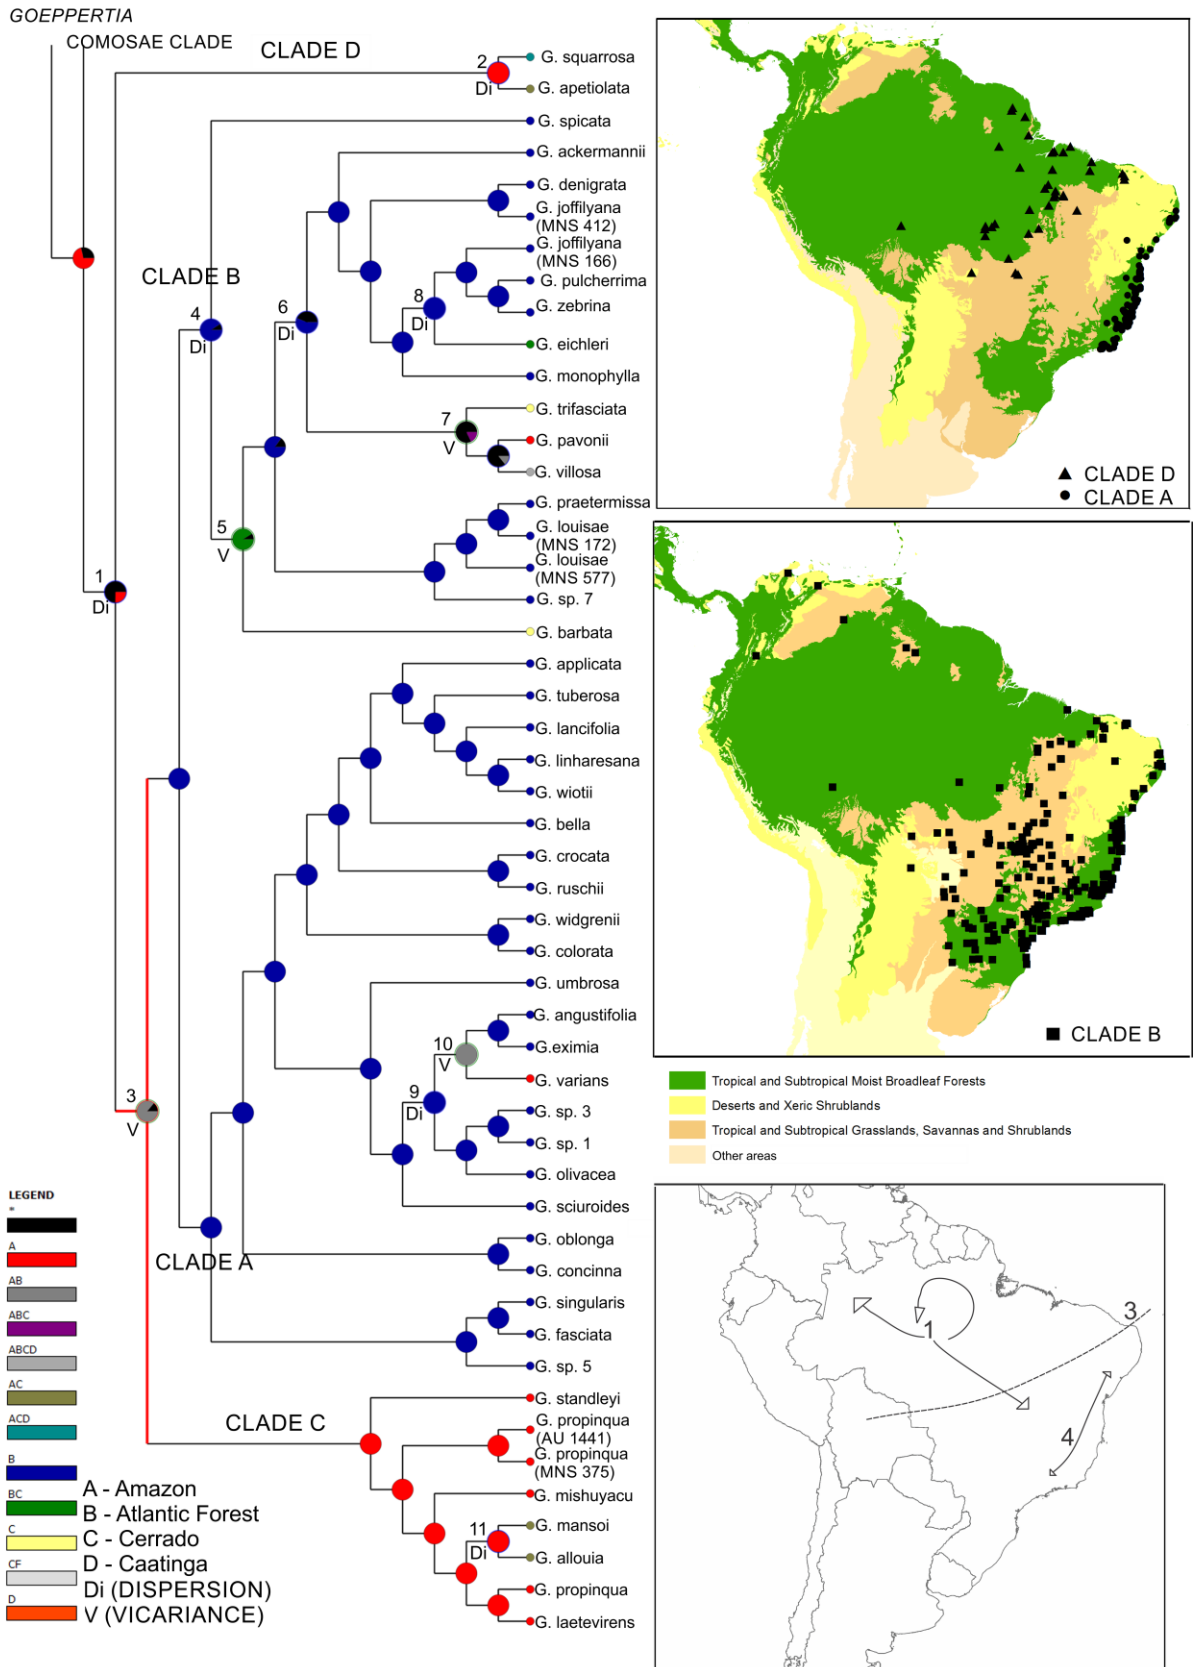 GOEPPERTIA
COMOSAE CLADE
CLADE D
2
Di
G. squarrosa
G. apetiolata
G. spicata
G. ackermannii
G. denigrata
G. joffilyana
(MNS 412)
G. joffilyana
(MNS 166)
G. pulcherrima
G. zebrina
G. eichleri
G. monophylla
G. trifasciata
G. pavonii
G. villosa
G. praetermissa
G. louisae
(MNS 172)
G. louisae
(MNS 577)
G. sp. 7
G. barbata
G. applicata
G. tuberosa
G. lancifolia
G. linharesana
G. wiotii
G. bella
G. crocata
G. ruschii
G. widgrenii
G. colorata
G. umbrosa
G. angustifolia
G.eximia
G. varians
G. sp. 3
G. sp. 1
G. olivacea
G. sciuroides
G. oblonga
G. concinna
G. singularis
G. fasciata
G. sp. 5
G. standleyi
G. propinqua
(AU 1441)
G. propinqua
(MNS 375)
G. mishuyacu
G. mansoi
G. allouia
G. propinqua
G. laetevirens
CLADE B
4
Di
6
Di
8
Di
7
V
5
V
1
Di
10
V
9
Di
3
V
CLADE A
CLADE C
11
Di
LEGEND
*
A
AB
ABC
ABCD
AC
ACD
B
BC
C
CF
D
A - Amazon
B - Atlantic Forest
C - Cerrado
D - Caatinga
Di (DISPERSION)
V (VICARIANCE)
CLADE D
CLADE A
CLADE B
Tropical and Subtropical Moist Broadleaf Forests
Deserts and Xeric Shrublands
Tropical and Subtropical Grasslands, Savannas and Shrublands
Other areas
3
1
4